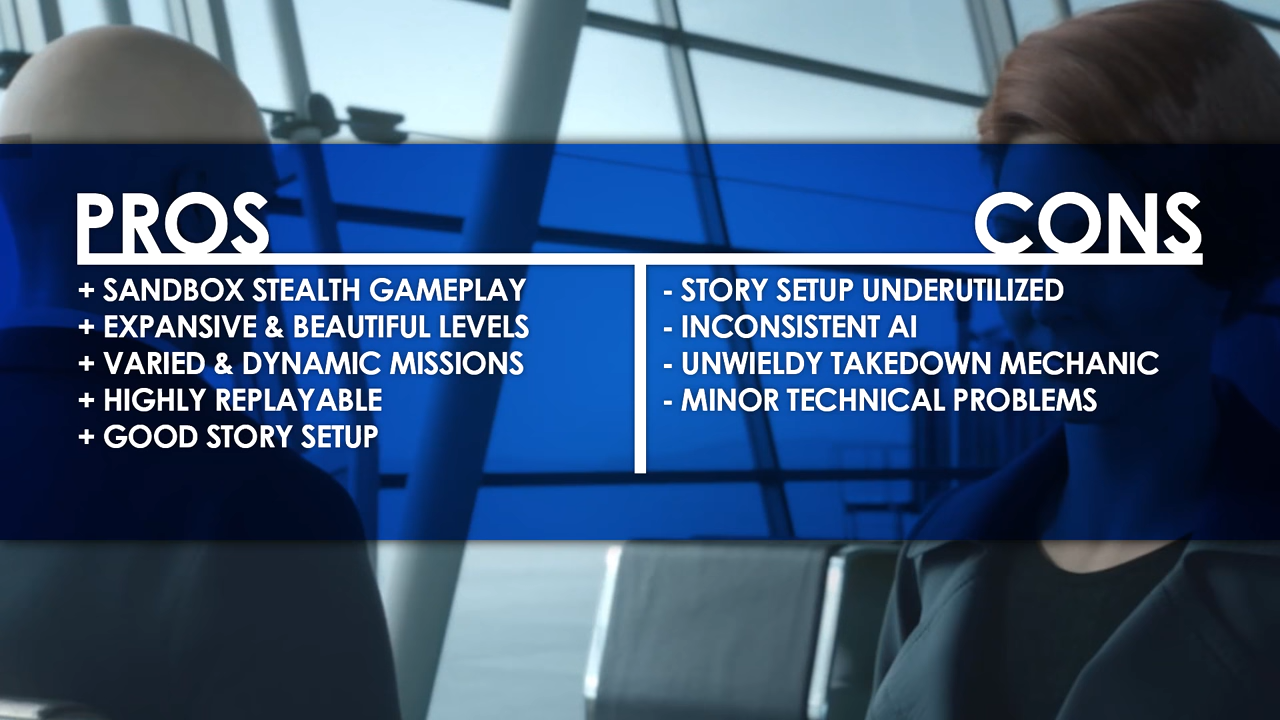 PROS
CONS
+ SANDBOX STEALTH GAMEPLAY
+ EXPANSIVE & BEAUTIFUL LEVELS
+ VARIED & DYNAMIC MISSIONS
+ HIGHLY REPLAYABLE
+ GOOD STORY SETUP
- STORY SETUP UNDERUTILIZED
- INCONSISTENT AI
- UNWIELDY TAKEDOWN MECHANIC
- MINOR TECHNICAL PROBLEMS